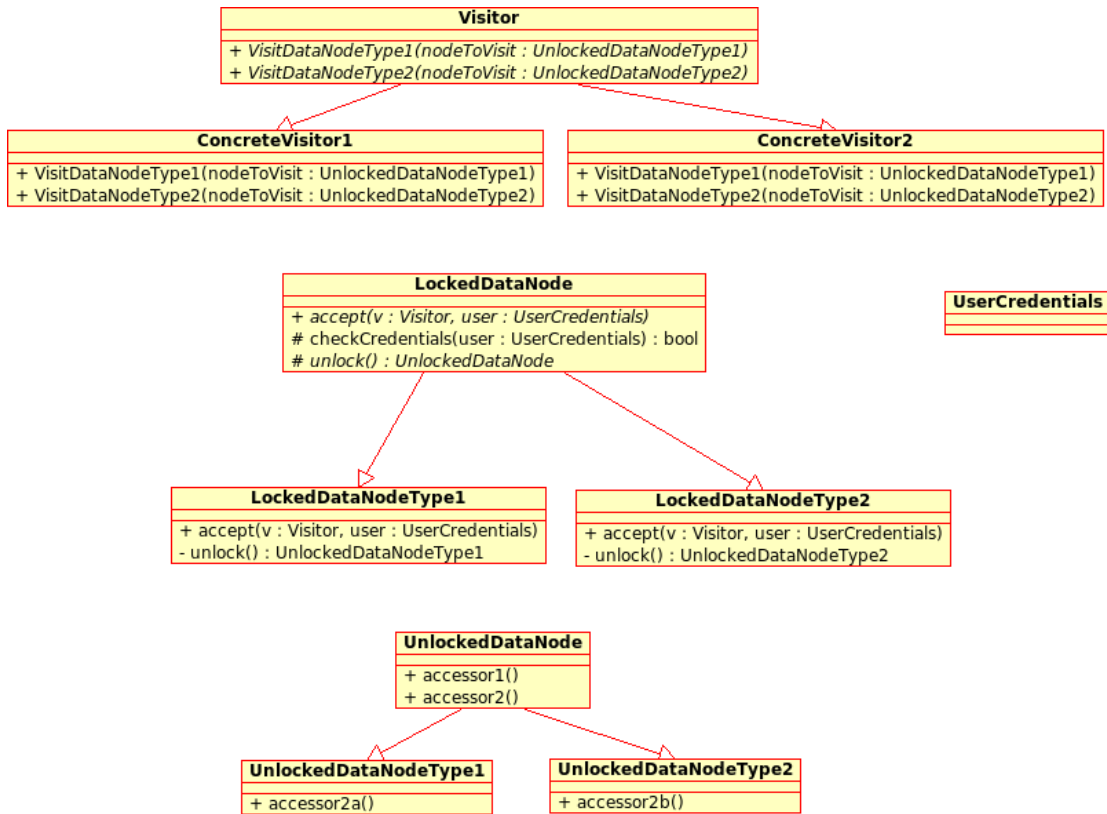 Visitor
+ VisitDataNodeType1(nodeToVisit : UnlockedDataNodeType1)
+ VisitDataNodeType2(nodeToVisit : UnlockedDataNodeType2)
ConcreteVisitor1
+ VisitDataNodeType1(nodeToVisit : UnlockedDataNodeType1)
+ VisitDataNodeType2(nodeToVisit : UnlockedDataNodeType2)
ConcreteVisitor2
+ VisitDataNodeType1(nodeToVisit : UnlockedDataNodeType1)
+ VisitDataNodeType2(nodeToVisit : UnlockedDataNodeType2)
LockedDataNode
+ accept(v : Visitor, user : UserCredentials)
# checkCredentials(user : UserCredentials) : bool
# unlock() : UnlockedDataNode
UserCredentials
LockedDataNodeType1
+ accept(v : Visitor, user : UserCredentials)
- unlock() : UnlockedDataNodeType1
LockedDataNodeType2
+ accept(v : Visitor, user : UserCredentials)
- unlock() : UnlockedDataNodeType2
UnlockedDataNode
+ accessor1()
+ accessor2()
UnlockedDataNodeType1
+ accessor2a()
UnlockedDataNodeType2
+ accessor2b()